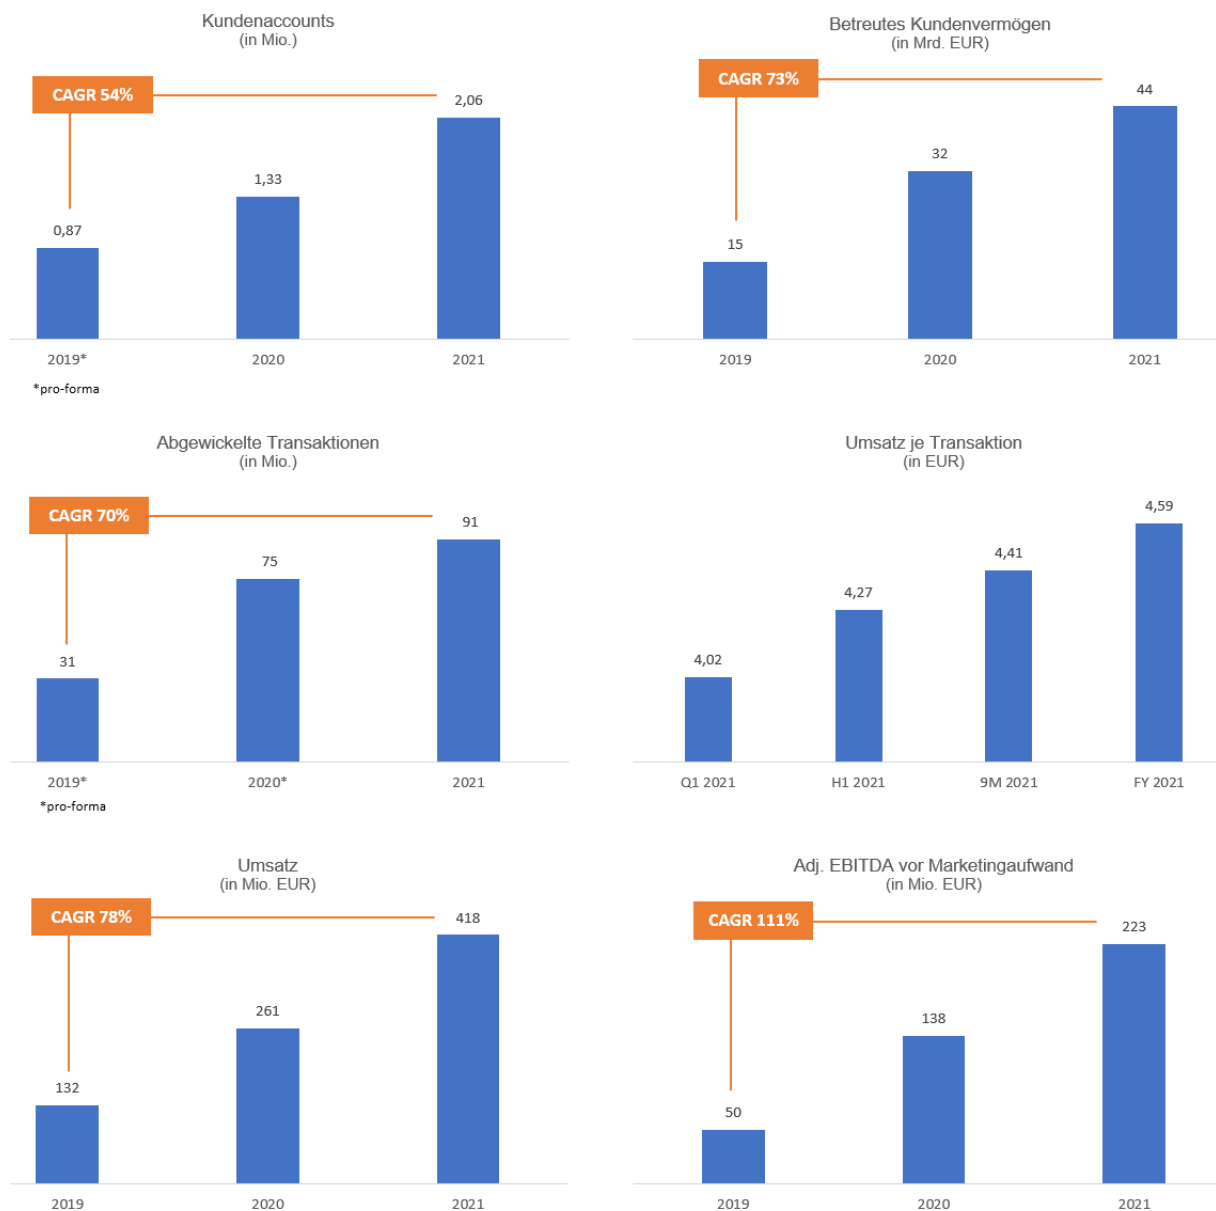 Kundenaccounts
(in Mio.)
CAGR 54%
0,87
1,33
2,06
2019*
2020
2021
*pro-forma
Betreutes Kundenvermögen
(in Mrd. EUR)
CAGR 73%
15
32
44
2019
2020
2021
Abgewickelte Transaktionen
(in Mio.)
CAGR 70%
31
75
91
2019*
2020*
2021
*pro-forma
Umsatz je Transaktion
(in EUR)
4,02
4,27
4,41
4,59
Q1 2021
H1 2021
9M 2021
FY 2021
Umsatz
(in Mio. EUR)
CAGR 78%
132
261
418
2019
2020
2021
Adj. EBITDA vor Marketingaufwand
(in Mio. EUR)
CAGR 111%
50
138
223
2019
2020
2021